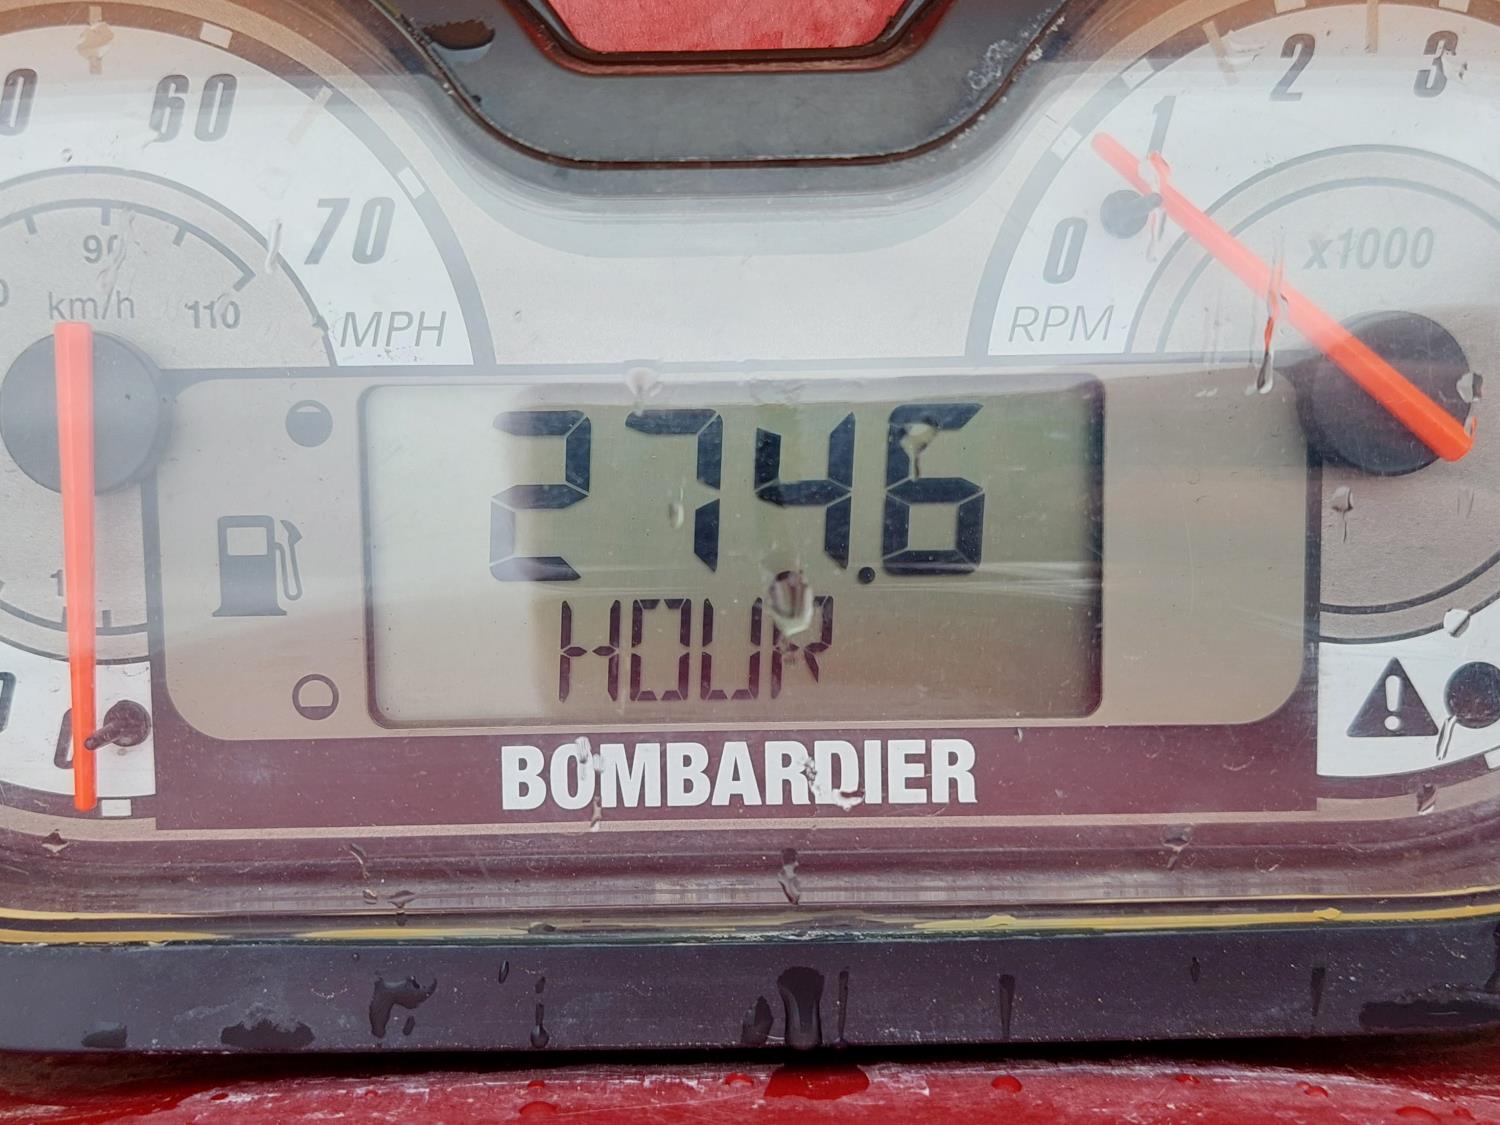 60
70
MPH
90
110
km/h
0
1
2
3
x1000
RPM
274.6
HOUR
BOMBARDIER